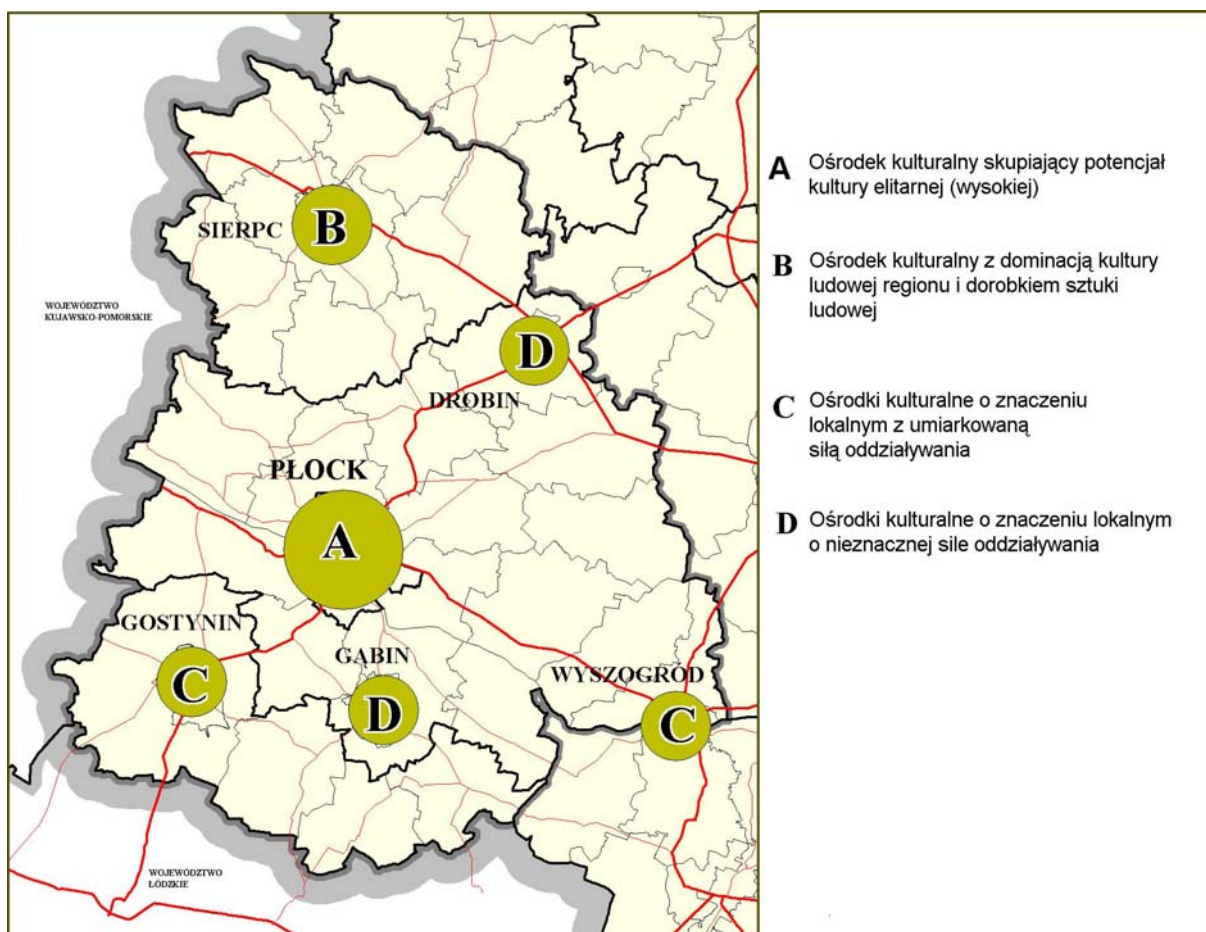 B
SIERPC
WOJEWÓDZTWO
KUJAWSKO-POMORSKIE
D
DROBIN
PŁOCK
A
GOSTYNIN
C
GĄBIN
D
WYSZOGRÓD
C
WOJEWÓDZTWO
ŁÓDZKIE
A Ośrodek kulturalny skupiający potencjał
kultury elitarnej (wysokiej)
B Ośrodek kulturalny z dominacją kultury
ludowej regionu i dorobkiem sztuki
ludowej
C Ośrodki kulturalne o znaczeniu
lokalnym z umiarkowaną
siłą oddziaływania
D Ośrodki kulturalne o znaczeniu lokalnym
o nieznacznej sile oddziaływania